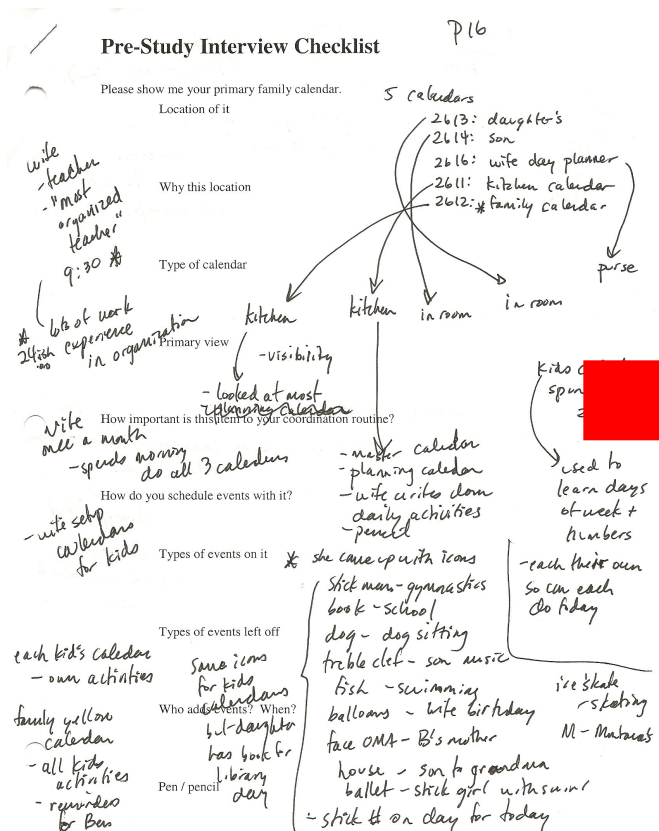 P16
Pre-Study Interview Checklist
Please show me your primary family calendar.
Location of it
5 calendars
2613: daughter's
2614: son
2616: wife day planner
2611: kitchen calendar
2612: * family calendar
wife
- teacher
- "most
organized
teacher"
9:30 *
Why this location
Type of calendar
purse
kitchen
kitchen
in room
in room
* lots of work
experience
in organization
Primary view
- visibility
- looked at most
planning calendar
kids
How important is this item to your coordination routine?
wife
once a month
- spends morning
do all 3 calendars
- master calendar
- planning calendar
- wife writes down
daily activities
- pencil
used to
learn days
of week +
numbers
- each their own
so can each
do fiday
How do you schedule events with it?
- wife setup
calendars
for kids
Types of events on it
* she came up with icons
stick man - gymnastics
book - school
dog - dog sitting
treble clef - son music
fish - swimming
balloons - wife birthday
face OMA - B's mother
house - son to grandma
ballet - stick girl with
- stick # on day for today
ice skate
- skating
M -
Types of events left off
each kid's calendar
- own activities
same icons
for kids
calendars
but daughter
has book for
library
day
Who adds events? When?
family yellow
calendar
- all kids
activities
- reminders
for Ben
Pen / pencil